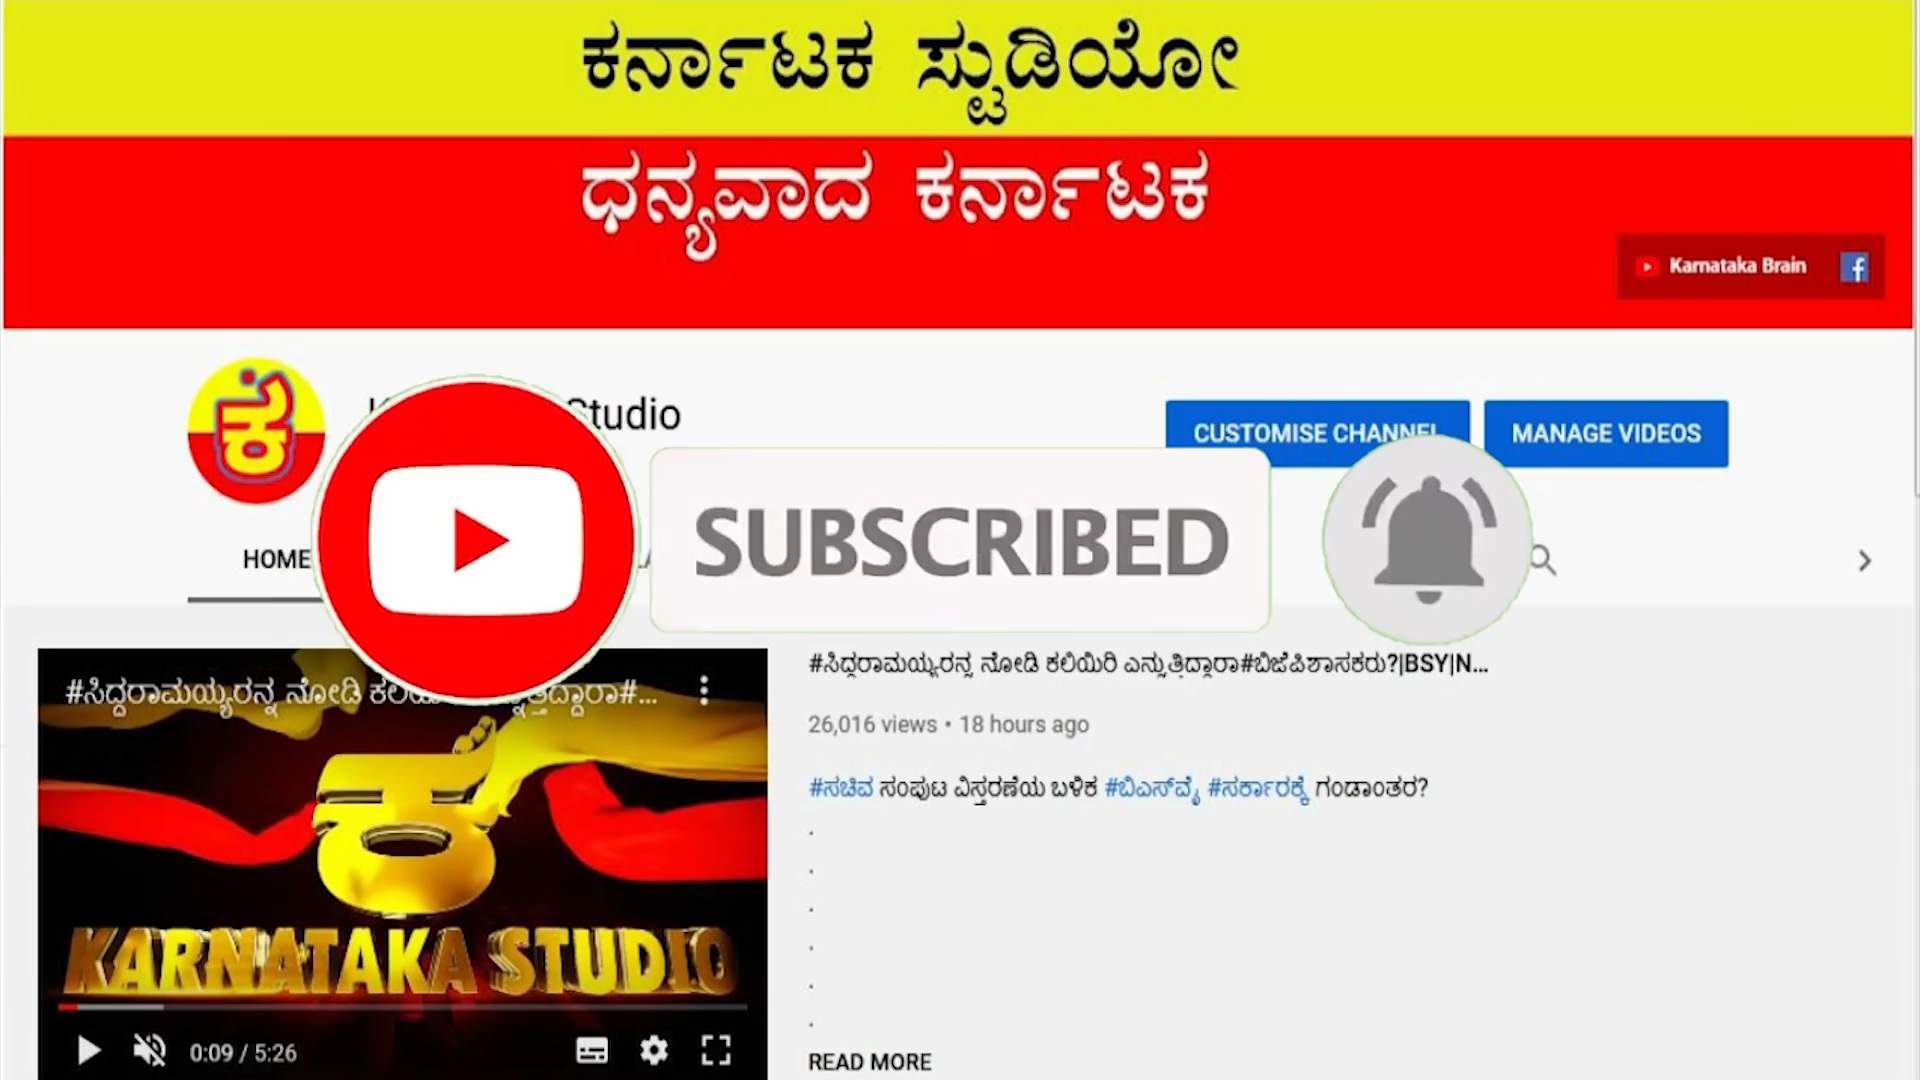 ಕರ್ನಾಟಕ ಸ್ಟುಡಿಯೋ
ಧನ್ಯವಾದ ಕರ್ನಾಟಕ
Karnataka Brain
ಕ
Studio
CUSTOMISE CHANNEL
MANAGE VIDEOS
SUBSCRIBED
HOME
#ಸಿದ್ದರಾಮಯ್ಯರನ್ನ ನೋಡಿ ಕಲಿಯಿರಿ ಎನ್ನುತ್ತಿದ್ದಾರಾ#ಬಿಜೆಪಿಶಾಸಕರು?|BSY|N...
26,016 views • 18 hours ago
#ಸಚಿವ ಸಂಪುಟ ವಿಸ್ತರಣೆಯ ಬಳಿಕ #ಬಿಎಸ್‌ವೈ #ಸರ್ಕಾರಕ್ಕೆ ಗಂಡಾಂತರ?
.
.
.
.
.
.
READ MORE
#ಸಿದ್ದರಾಮಯ್ಯರನ್ನ ನೋಡಿ
ಕ
KARNATAKA STUDIO
0:09 / 5:26